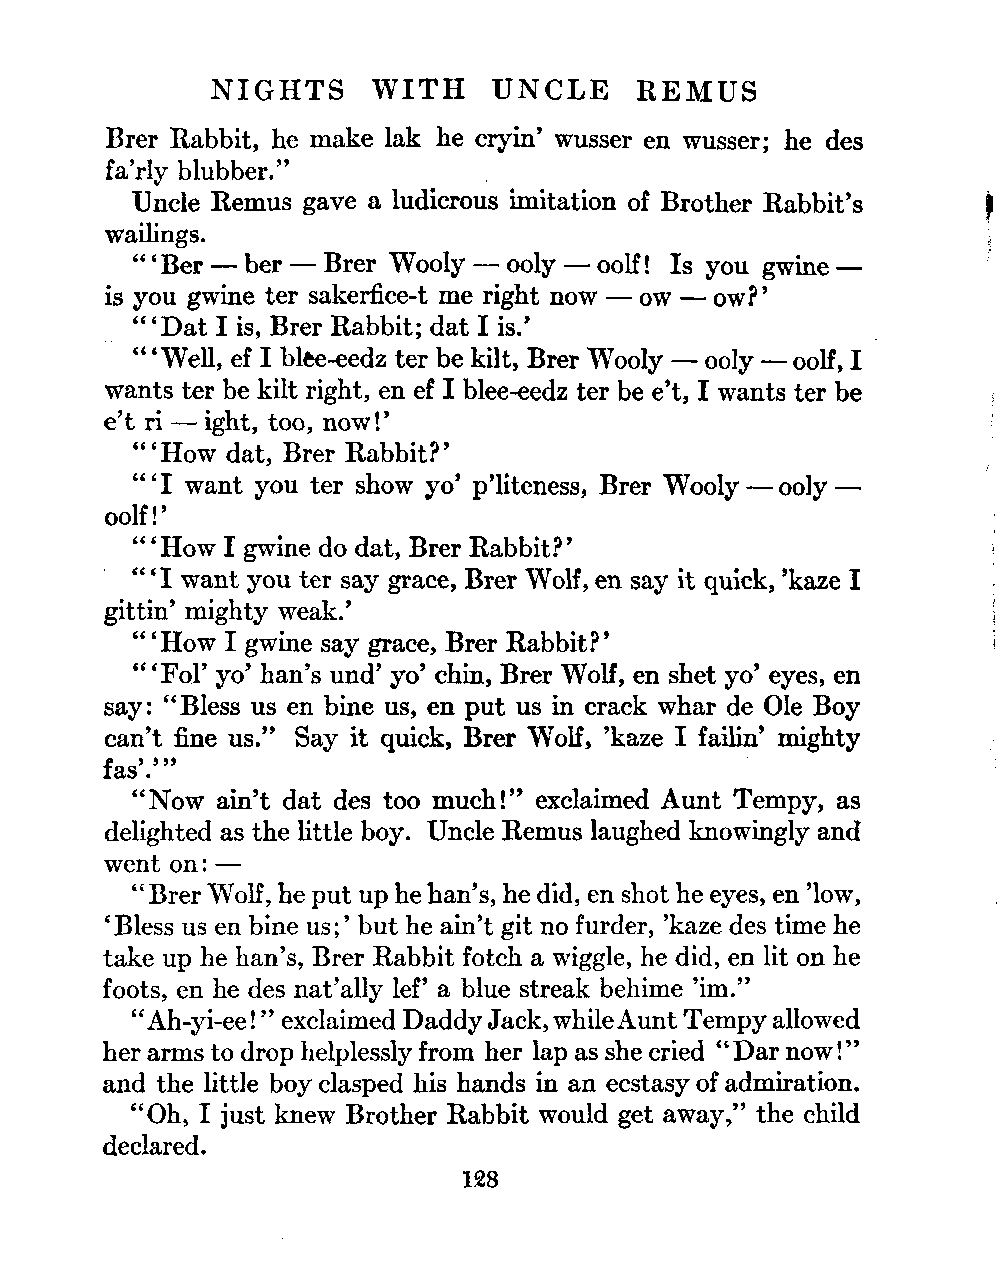 NIGHTS WITH UNCLE REMUS
Brer Rabbit, he make lak he cryin' wusser en wusser; he des
fa'rly blubber."
Uncle Remus gave a ludicrous imitation of Brother Rabbit's
wailings.
"'Ber — ber — Brer Wooly — ooly — oolf! Is you gwine —
is you gwine ter sakerfice-t me right now — ow — ow?'
"'Dat I is, Brer Rabbit; dat I is.'
"'Well, ef I blee-eedz ter be kilt, Brer Wooly — ooly — oolf, I
wants ter be kilt right, en ef I blee-eedz ter be e't, I wants ter be
e't ri — ight, too, now!'
"'How dat, Brer Rabbit?'
"'I want you ter show yo' p'liteness, Brer Wooly — ooly —
oolf!'
"'How I gwine do dat, Brer Rabbit?'
"'I want you ter say grace, Brer Wolf, en say it quick, 'kaze I
gittin' mighty weak.'
"'How I gwine say grace, Brer Rabbit?'
"'Fol' yo' han's und' yo' chin, Brer Wolf, en shet yo' eyes, en
say: "Bless us en bine us, en put us in crack whar de Ole Boy
can't fine us." Say it quick, Brer Wolf, 'kaze I failin' mighty
fas'.'"
"Now ain't dat des too much!" exclaimed Aunt Tempy, as
delighted as the little boy. Uncle Remus laughed knowingly and
went on: —
"Brer Wolf, he put up he han's, he did, en shot he eyes, en 'low,
'Bless us en bine us;' but he ain't git no furder, 'kaze des time he
take up he han's, Brer Rabbit fotch a wiggle, he did, en lit on he
foots, en he des nat'ally lef' a blue streak behime 'im."
"Ah-yi-ee!" exclaimed Daddy Jack, while Aunt Tempy allowed
her arms to drop helplessly from her lap as she cried "Dar now!"
and the little boy clasped his hands in an ecstasy of admiration.
"Oh, I just knew Brother Rabbit would get away," the child
declared.
128